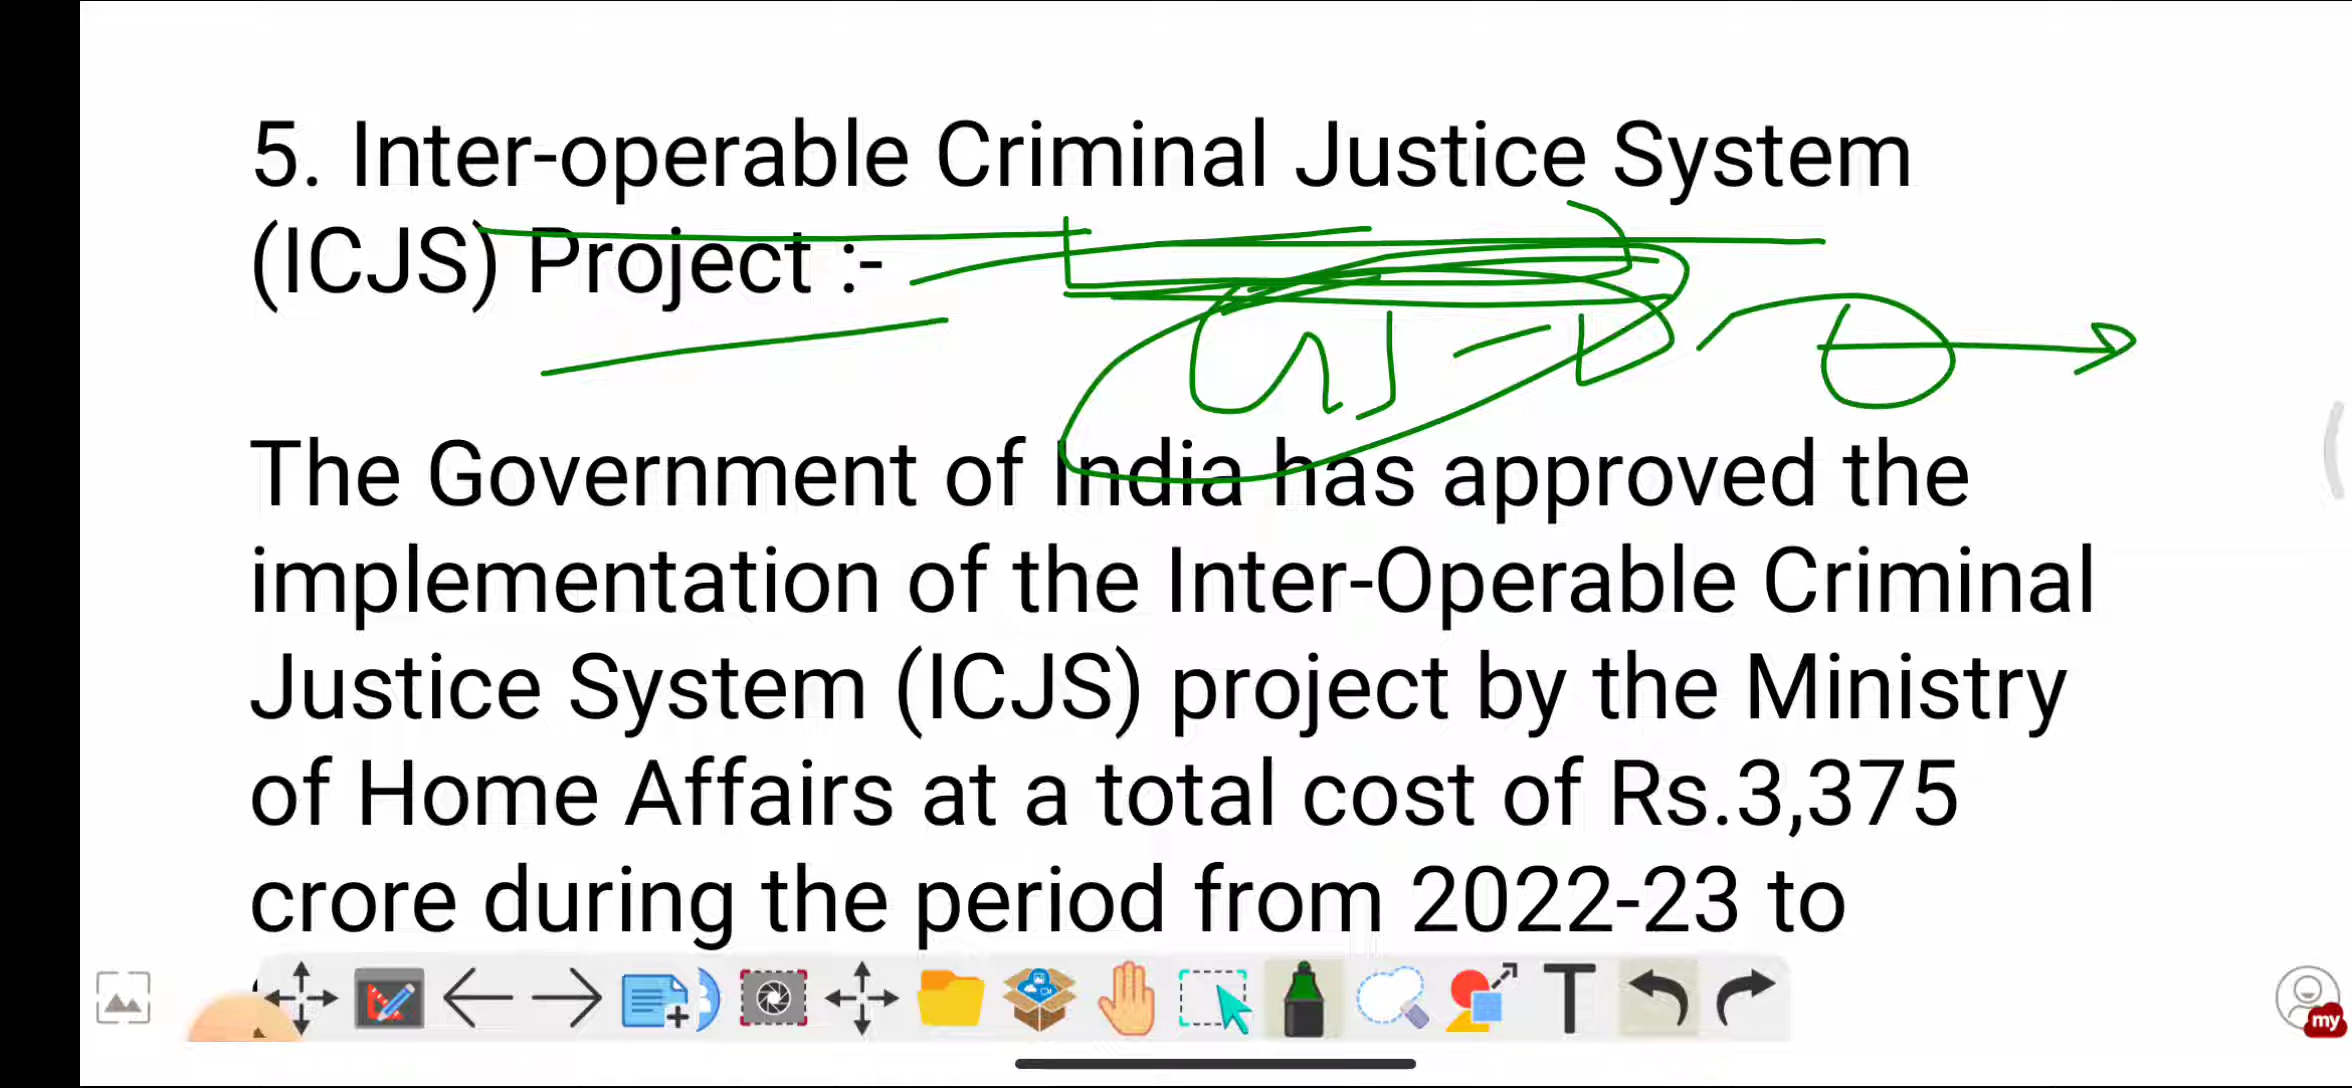 5. Inter-operable Criminal Justice System
(ICJS) Project :-
The Government of India has approved the
implementation of the Inter-Operable Criminal
Justice System (ICJS) project by the Ministry
of Home Affairs at a total cost of Rs.3,375
crore during the period from 2022-23 to
T
my